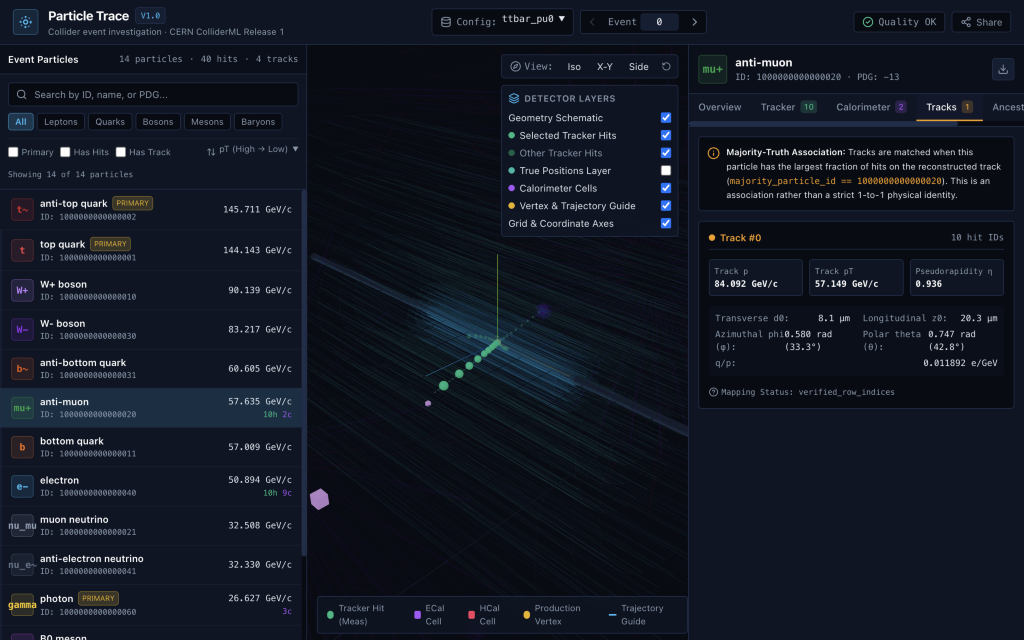 Particle Trace V1.0
Collider event investigation · CERN ColliderML Release 1
Config: ttbar_pu0 ▼
Event 0
Quality OK
Share
Event Particles 14 particles · 40 hits · 4 tracks
Search by ID, name, or PDG...
All Leptons Quarks Bosons Mesons Baryons
Primary Has Hits Has Track pT (High → Low) ▼
Showing 14 of 14 particles
t~ anti-top quark PRIMARY 145.711 GeV/c
ID: 1000000000000002
t top quark PRIMARY 144.143 GeV/c
ID: 1000000000000001
W+ W+ boson 90.139 GeV/c
ID: 1000000000000010
W- W- boson 83.217 GeV/c
ID: 1000000000000030
b~ anti-bottom quark 60.605 GeV/c
ID: 1000000000000031
mu+ anti-muon 57.635 GeV/c
ID: 1000000000000020 10h 2c
b bottom quark 57.009 GeV/c
ID: 1000000000000011
e- electron 50.894 GeV/c
ID: 1000000000000040 10h 9c
nu_mu muon neutrino 32.508 GeV/c
ID: 1000000000000021
nu_e~ anti-electron neutrino 32.330 GeV/c
ID: 1000000000000041
gamma photon PRIMARY 26.627 GeV/c
ID: 1000000000000060 3c
B0 meson
View: Iso X-Y Side
DETECTOR LAYERS
Geometry Schematic
Selected Tracker Hits
Other Tracker Hits
True Positions Layer
Calorimeter Cells
Vertex & Trajectory Guide
Grid & Coordinate Axes
Tracker Hit (Meas)
ECal Cell
HCal Cell
Production Vertex
Trajectory Guide
mu+ anti-muon
ID: 1000000000000020 · PDG: -13
Overview Tracker 10 Calorimeter 2 Tracks 1 Ancest
Majority-Truth Association: Tracks are matched when this
particle has the largest fraction of hits on the reconstructed track
(majority_particle_id == 1000000000000020). This is an
association rather than a strict 1-to-1 physical identity.
Track #0 10 hit IDs
Track p
84.092 GeV/c
Track pT
57.149 GeV/c
Pseudorapidity η
0.936
Transverse d0: 8.1 μm Longitudinal z0: 20.3 μm
Azimuthal phi (φ): 0.580 rad (33.3°)
Polar theta (θ): 0.747 rad (42.8°)
q/p: 0.011892 e/GeV
Mapping Status: verified_row_indices